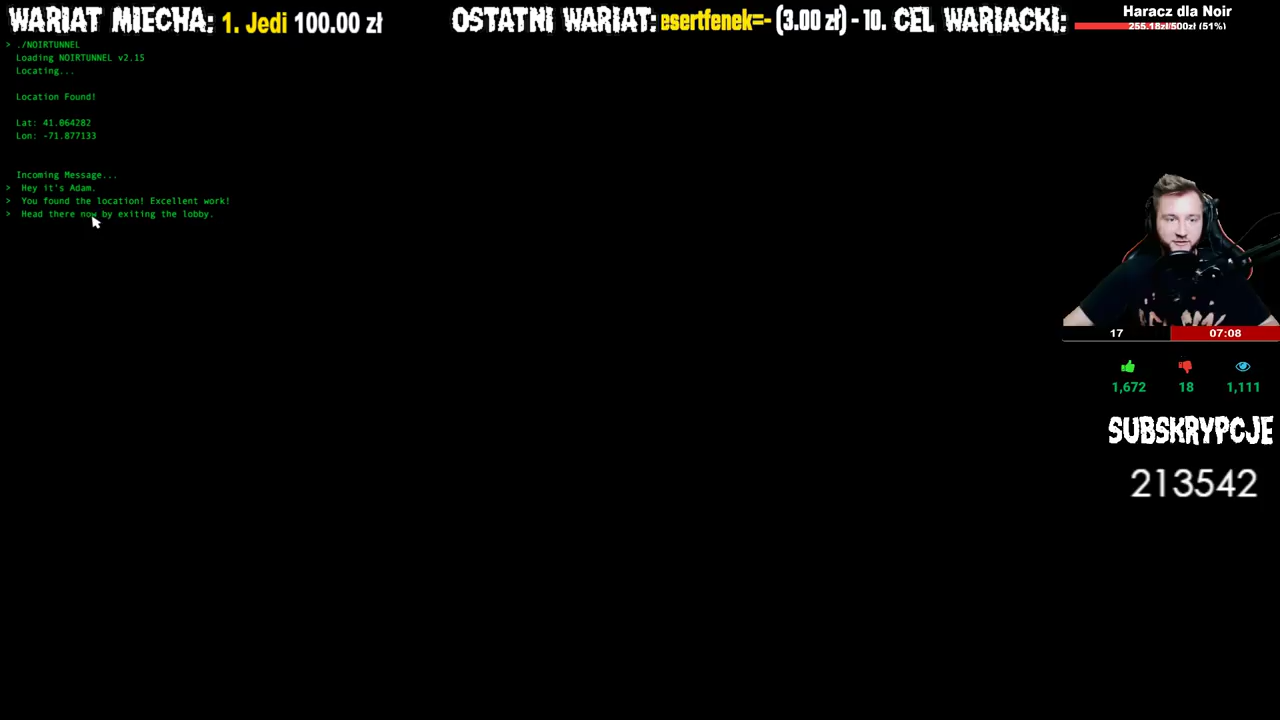 WARIAT MIECHA: 1. Jedi 100.00 zł
OSTATNI WARIAT: esertfenek=- (3.00 zł) - 10. CEL WARIACKI:
Haracz dla Noir
255.18zł/500zł (51%)
> ./NOIRTUNNEL
Loading NOIRTUNNEL v2.15
Locating...
Location Found!
Lat: 41.064282
Lon: -71.877133
Incoming Message...
> Hey it's Adam.
> You found the location! Excellent work!
> Head there now by exiting the lobby.
17 07:08
1,672 18 1,111
SUBSKRYPCJE
213542